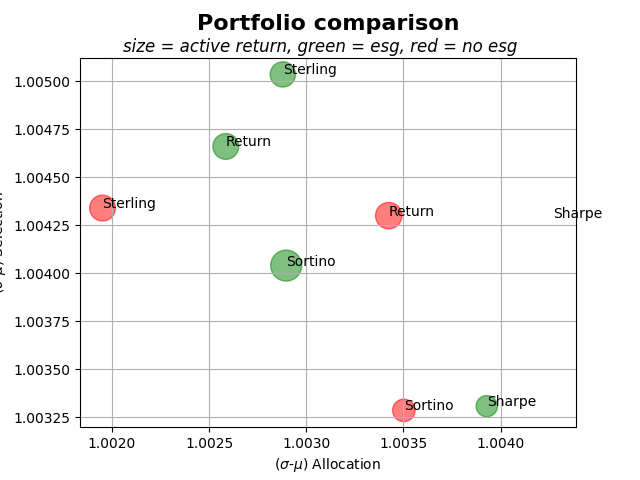 Portfolio comparison
size = active return, green = esg, red = no esg
1.00500
1.00475
1.00450
1.00425
1.00400
1.00375
1.00350
1.00325
Sterling
Return
Sterling
Return
Sharpe
Sortino
Sortino
Sharpe
1.0020
1.0025
1.0030
1.0035
1.0040
(σ-μ) Allocation